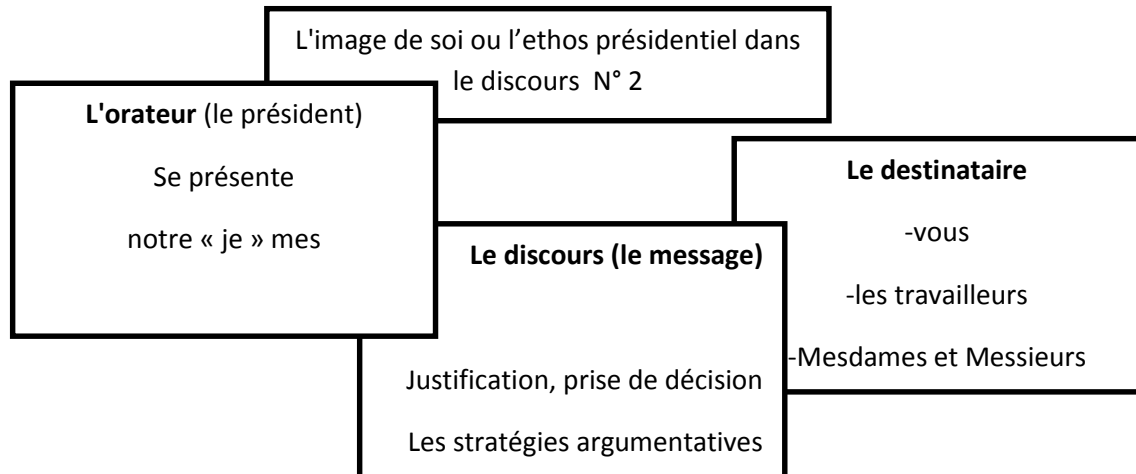 L'image de soi ou l’ethos présidentiel dans
le discours N° 2
L'orateur (le président)
Se présente
notre « je » mes
Le discours (le message)
Justification, prise de décision
Les stratégies argumentatives
Le destinataire
-vous
-les travailleurs
-Mesdames et Messieurs